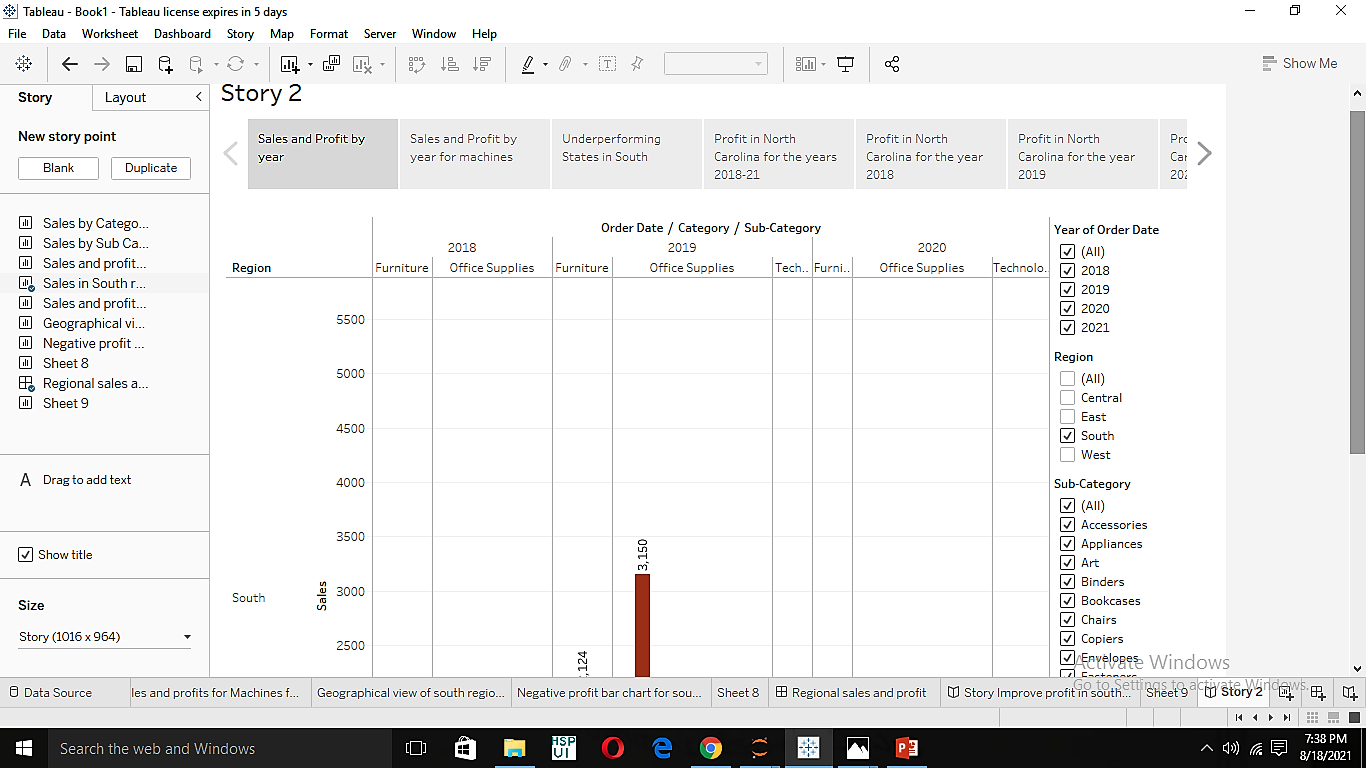 Tableau - Book1 - Tableau license expires in 5 days
File Data Worksheet Dashboard Story Map Format Server Window Help
Show Me
Story Layout
New story point
Blank Duplicate
Sales by Catego...
Sales by Sub Ca...
Sales and profit...
Sales in South r...
Sales and profit...
Geographical vi...
Negative profit ...
Sheet 8
Regional sales a...
Sheet 9
A Drag to add text
Show title
Size
Story (1016 x 964)
Story 2
Sales and Profit by
year
Sales and Profit by
year for machines
Underperforming
States in South
Profit in North
Carolina for the years
2018-21
Profit in North
Carolina for the year
2018
Profit in North
Carolina for the year
2019
Order Date / Category / Sub-Category
2018 2019 2020
Region Furniture Office Supplies Furniture Office Supplies Tech.. Furni.. Office Supplies Technolo..
5500
5000
4500
4000
3500
3000
2500
South
Sales
3,150
,124
Year of Order Date
(All)
2018
2019
2020
2021
Region
(All)
Central
East
South
West
Sub-Category
(All)
Accessories
Appliances
Art
Binders
Bookcases
Chairs
Copiers
Envelopes
Fasteners
Activate Windows
Go to Settings to activate Windows.
Data Source les and profits for Machines f... Geographical view of south regio... Negative profit bar chart for sou... Sheet 8 Regional sales and profit Story Improve profit in south... Sheet 9 Story 2
Search the web and Windows
HSP
UI
7:38 PM
8/18/2021